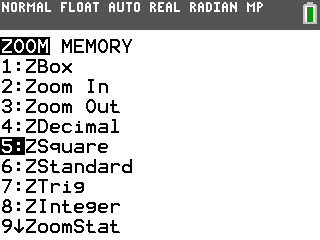 NORMAL FLOAT AUTO REAL RADIAN MP
ZOOM MEMORY
1:ZBox
2:Zoom In
3:Zoom Out
4:ZDecimal
5:ZSquare
6:ZStandard
7:ZTrig
8:ZInteger
9↓ZoomStat